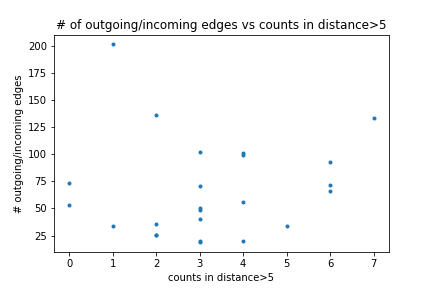 # of outgoing/incoming edges vs counts in distance>5
# outgoing/incoming edges
200
175
150
125
100
75
50
25
0 1 2 3 4 5 6 7
counts in distance>5